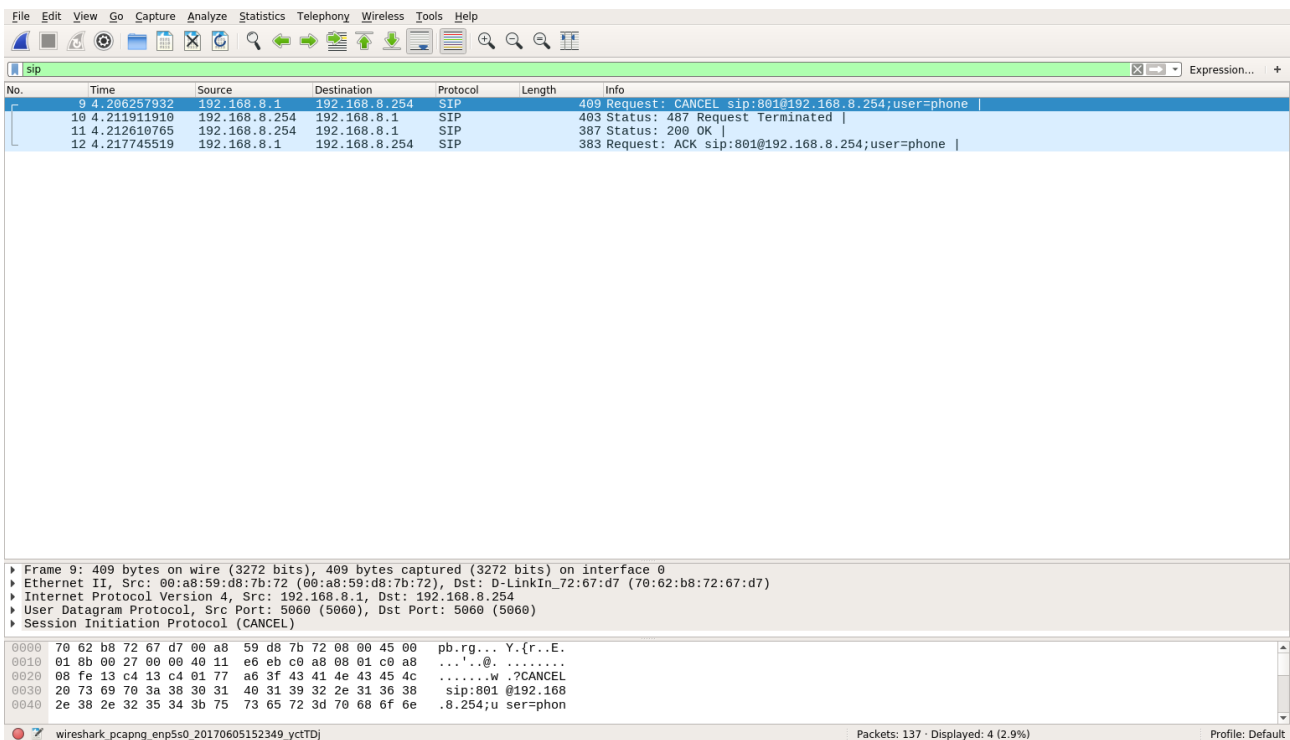 File Edit View Go Capture Analyze Statistics Telephony Wireless Tools Help
sip Expression... +
No. Time Source Destination Protocol Length Info
9 4.206257932 192.168.8.1 192.168.8.254 SIP 409 Request: CANCEL sip:801@192.168.8.254;user=phone |
10 4.211911910 192.168.8.254 192.168.8.1 SIP 403 Status: 487 Request Terminated |
11 4.212610765 192.168.8.254 192.168.8.1 SIP 387 Status: 200 OK |
12 4.217745519 192.168.8.1 192.168.8.254 SIP 383 Request: ACK sip:801@192.168.8.254;user=phone |
Frame 9: 409 bytes on wire (3272 bits), 409 bytes captured (3272 bits) on interface 0
Ethernet II, Src: 00:a8:59:d8:7b:72 (00:a8:59:d8:7b:72), Dst: D-LinkIn_72:67:d7 (70:62:b8:72:67:d7)
Internet Protocol Version 4, Src: 192.168.8.1, Dst: 192.168.8.254
User Datagram Protocol, Src Port: 5060 (5060), Dst Port: 5060 (5060)
Session Initiation Protocol (CANCEL)
0000 70 62 b8 72 67 d7 00 a8 59 d8 7b 72 08 00 45 00 pb.rg... Y.{r..E.
0010 01 8b 00 27 00 00 40 11 e6 eb c0 a8 08 01 c0 a8 ...'..@. ........
0020 08 fe 13 c4 13 c4 01 77 a6 3f 43 41 4e 43 45 4c .......w .?CANCEL
0030 20 73 69 70 3a 38 30 31 40 31 39 32 2e 31 36 38 sip:801 @192.168
0040 2e 38 2e 32 35 34 3b 75 73 65 72 3d 70 68 6f 6e .8.254;u ser=phon
wireshark_pcapng_enp5s0_20170605152349_yctTDj Packets: 137 · Displayed: 4 (2.9%) Profile: Default